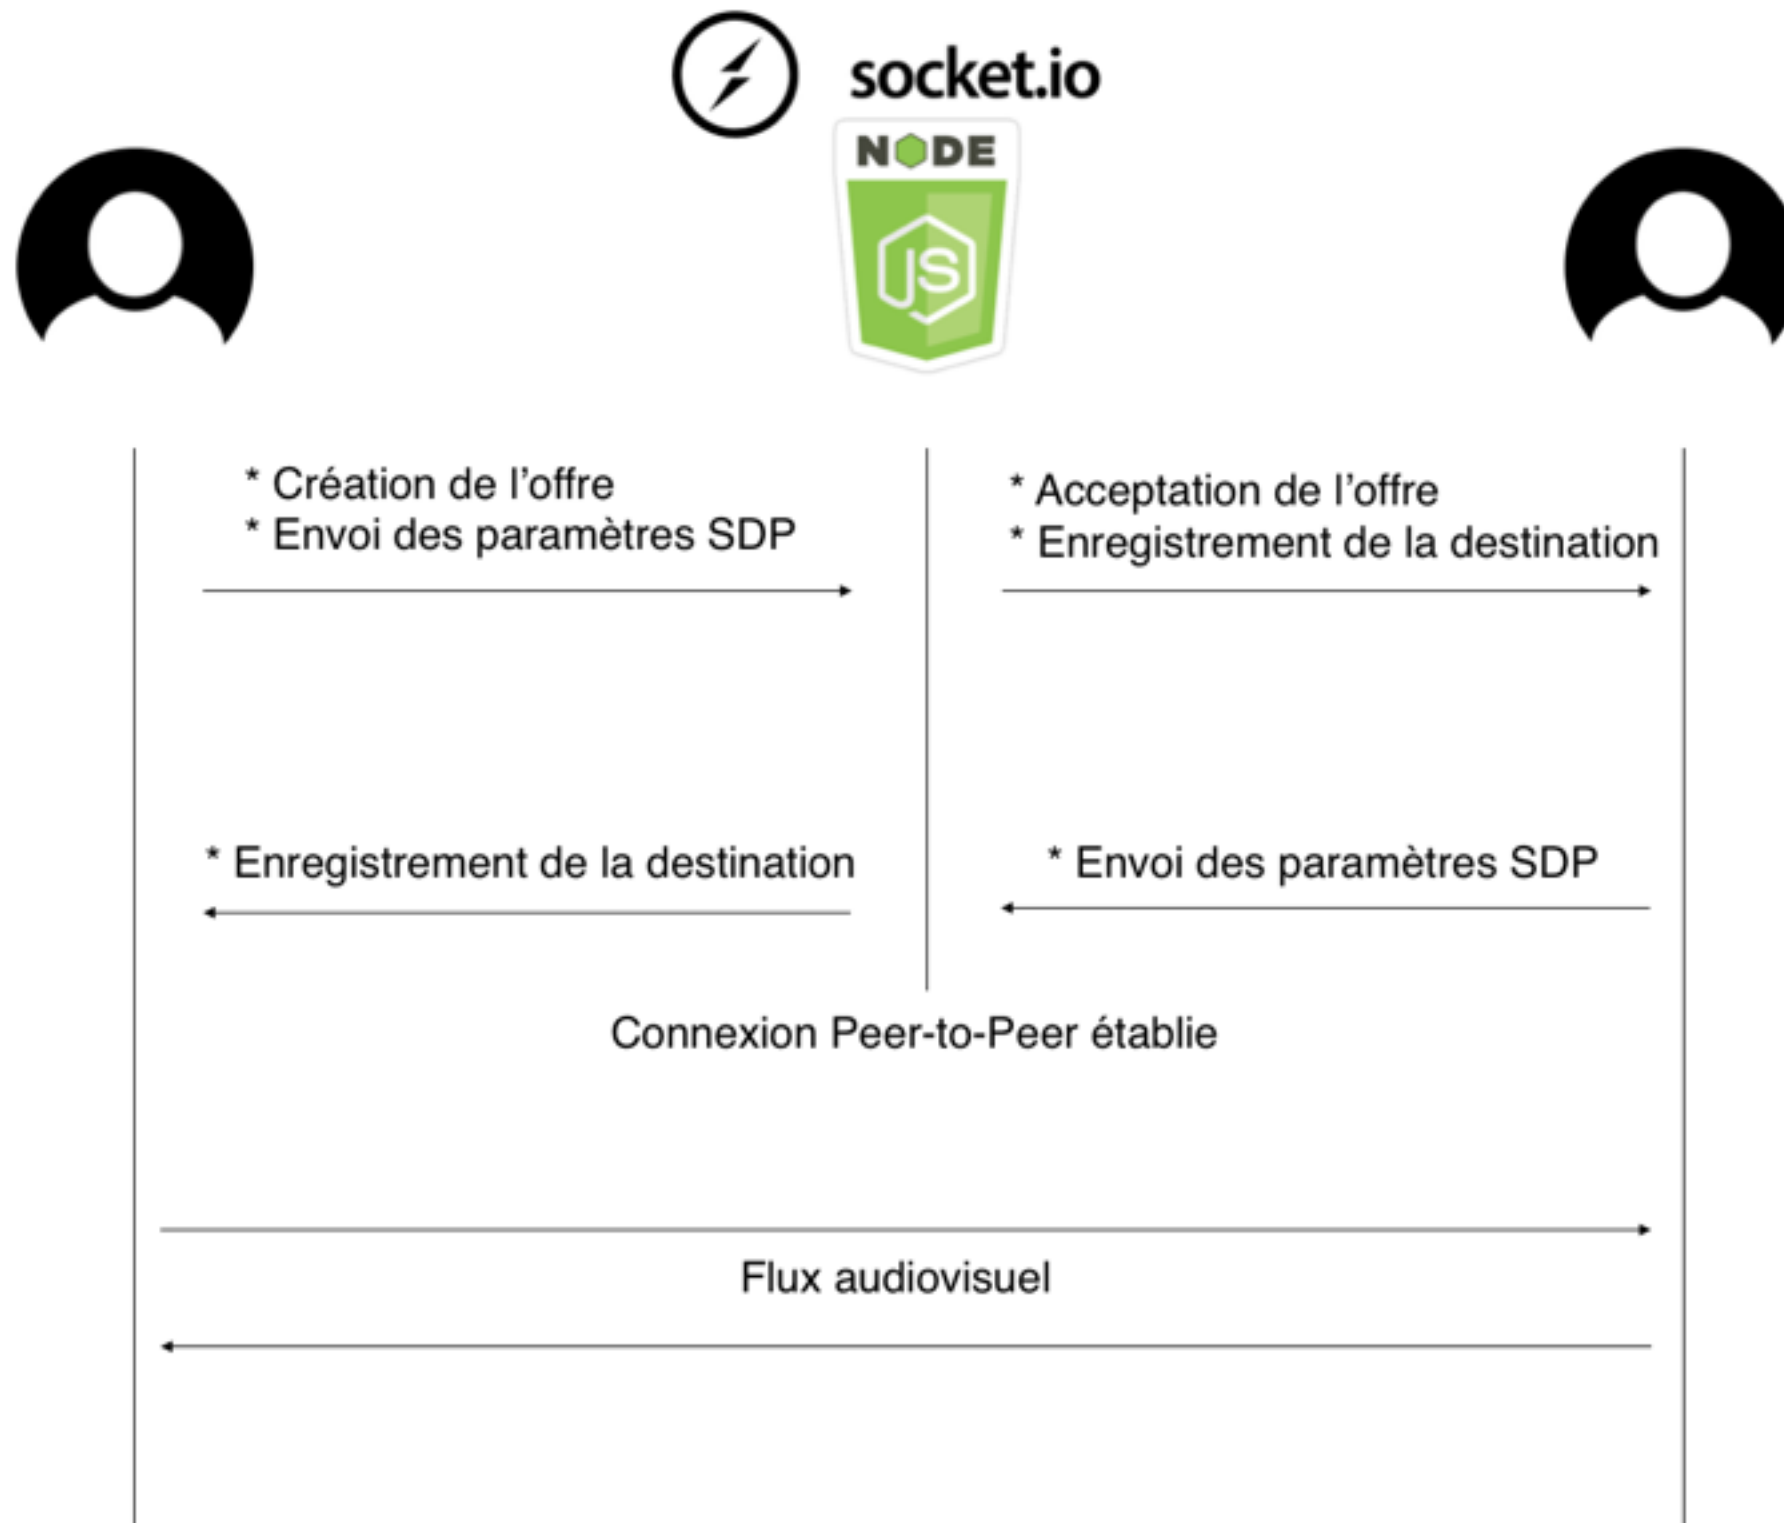 socket.io
NODE
JS
* Création de l'offre
* Envoi des paramètres SDP
* Acceptation de l'offre
* Enregistrement de la destination
* Enregistrement de la destination
* Envoi des paramètres SDP
Connexion Peer-to-Peer établie
Flux audiovisuel